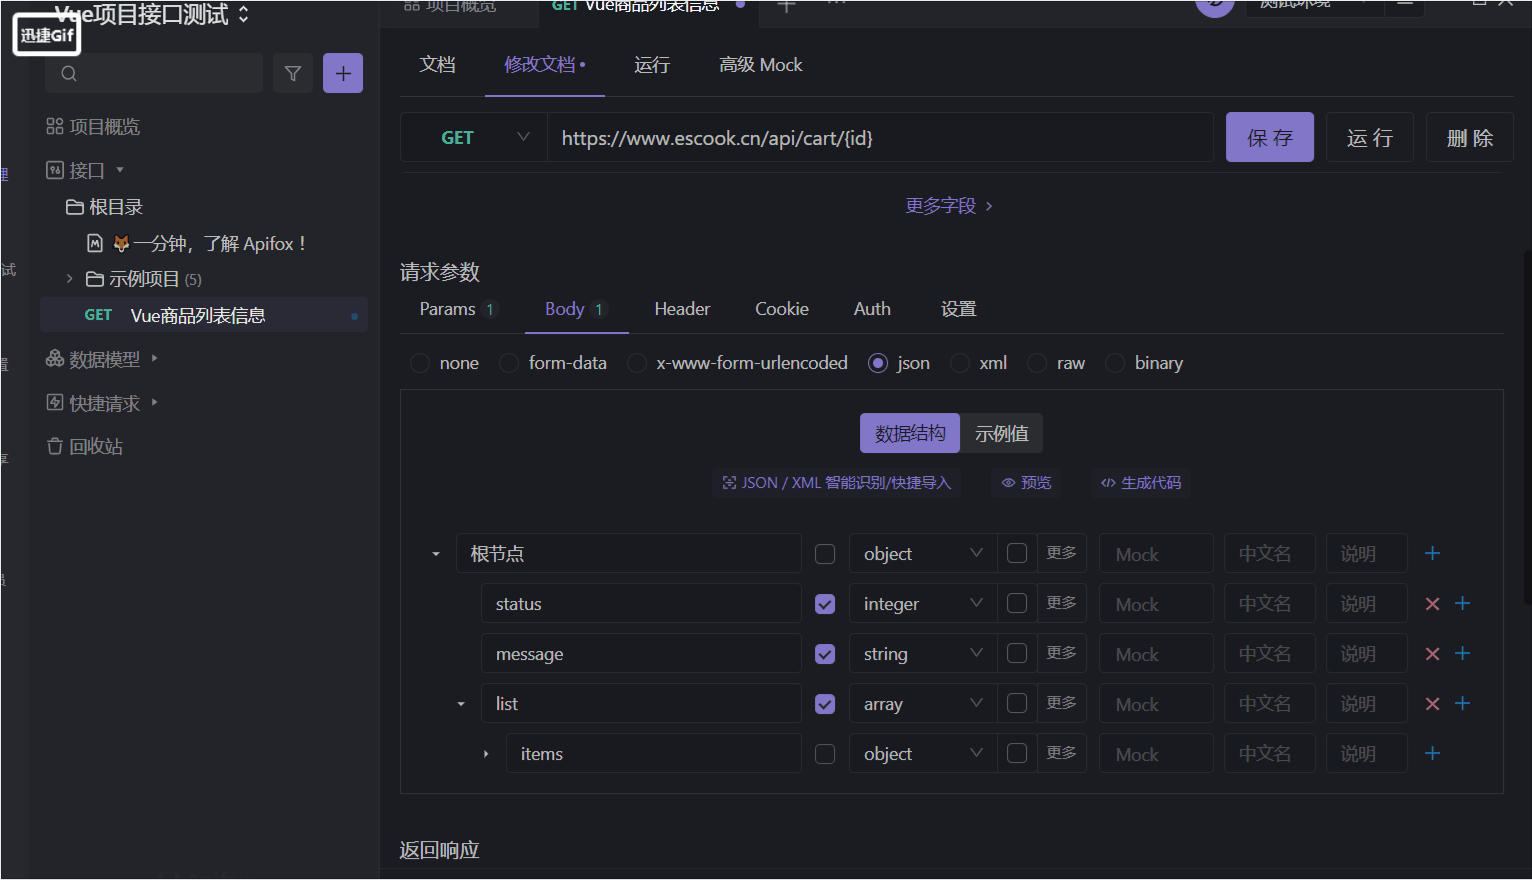 Vue项目接口测试
迅捷Gif
项目概览
GET Vue商品列表信息
测试环境
文档
修改文档
运行
高级 Mock
GET
https://www.escook.cn/api/cart/{id}
保 存
运 行
删 除
更多字段
项目概览
接口
根目录
一分钟，了解 Apifox！
示例项目 (5)
GET Vue商品列表信息
数据模型
快捷请求
回收站
理
试
置
享
员
请求参数
Params 1
Body 1
Header
Cookie
Auth
设置
none
form-data
x-www-form-urlencoded
json
xml
raw
binary
数据结构
示例值
JSON / XML 智能识别/快捷导入
预览
生成代码
根节点 object 更多 Mock 中文名 说明
status integer 更多 Mock 中文名 说明
message string 更多 Mock 中文名 说明
list array 更多 Mock 中文名 说明
items object 更多 Mock 中文名 说明
返回响应